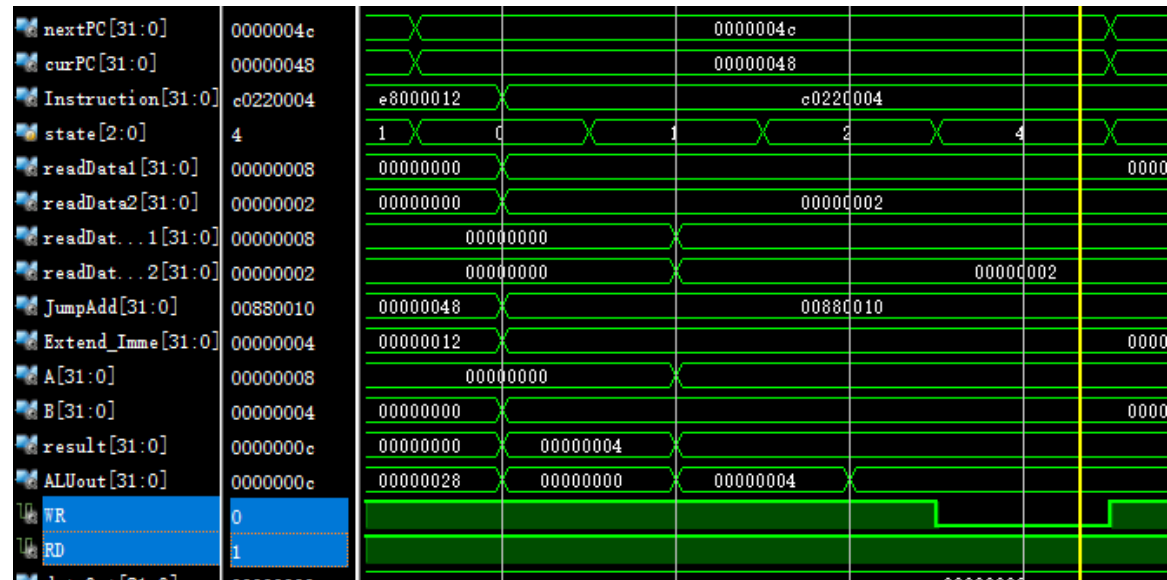 nextPC[31:0] 0000004c 0000004c
curPC[31:0] 00000048 00000048
Instruction[31:0] c0220004 e8000012 c0220004
state[2:0] 4 1 0 1 2 4
readData1[31:0] 00000008 00000000 0000
readData2[31:0] 00000002 00000000 00000002
readDat...1[31:0] 00000008 00000000
readDat...2[31:0] 00000002 00000000 00000002
JumpAdd[31:0] 00880010 00000048 00880010
Extend_Imme[31:0] 00000004 00000012 0000
A[31:0] 00000008 00000000
B[31:0] 00000004 00000000 0000
result[31:0] 0000000c 00000000 00000004
ALUout[31:0] 0000000c 00000028 00000000 00000004
WR 0
RD 1